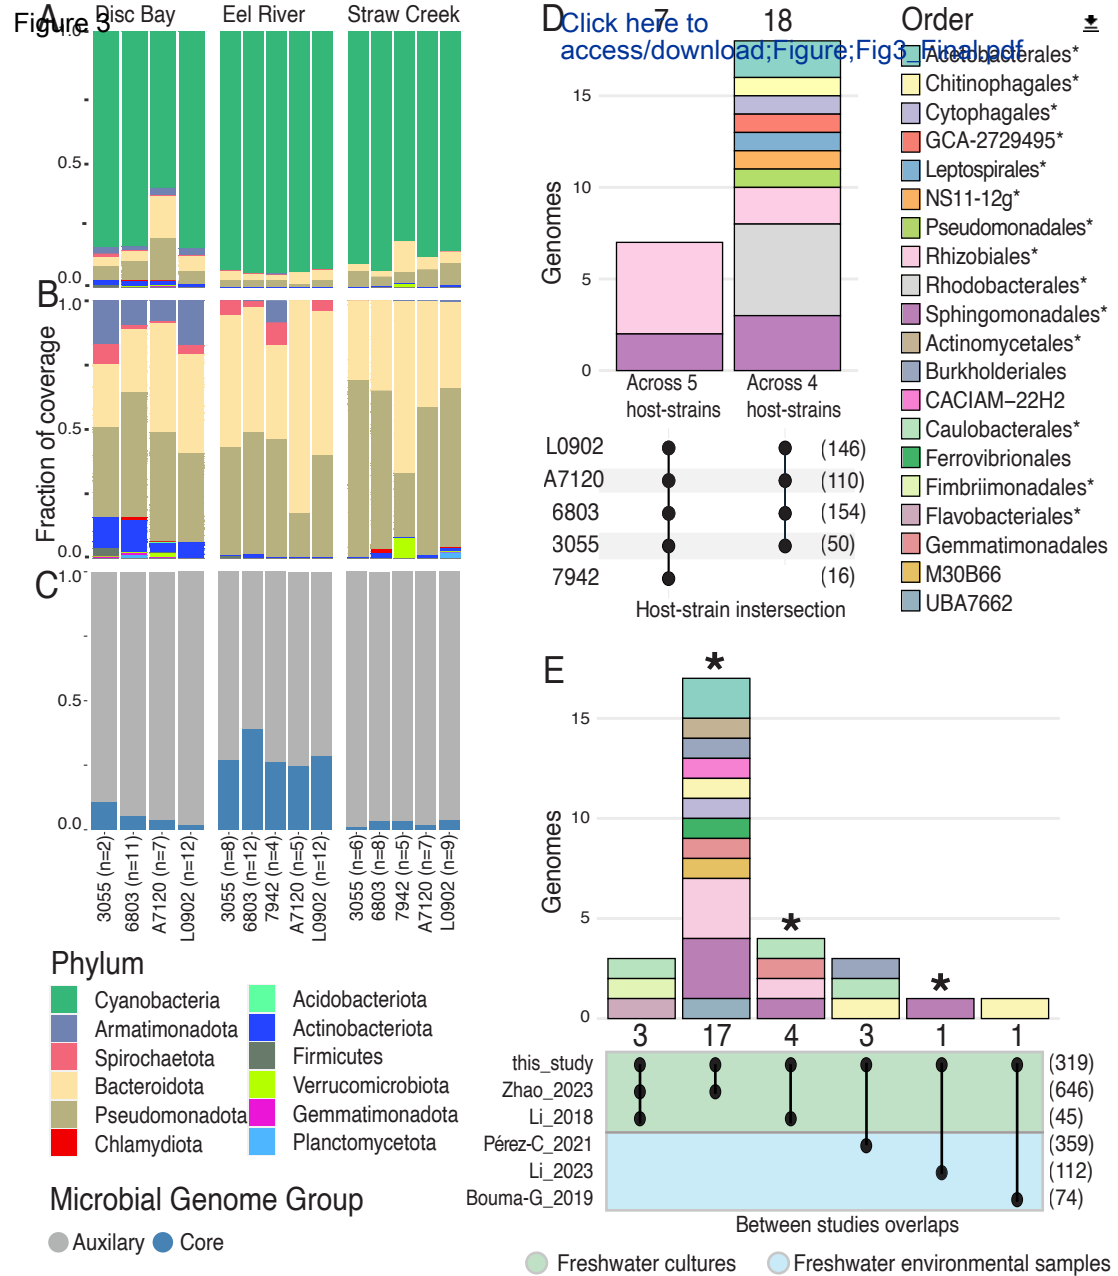 Figure 3
A
Disc Bay
Eel River
Straw Creek
1.0
0.5
0.0
B
1.0
0.5
0.0
Fraction of coverage
C
1.0
0.5
0.0
3055 (n=2)
6803 (n=11)
A7120 (n=7)
L0902 (n=12)
3055 (n=8)
6803 (n=12)
7942 (n=4)
A7120 (n=5)
L0902 (n=12)
3055 (n=6)
6803 (n=8)
7942 (n=5)
A7120 (n=7)
L0902 (n=9)
Phylum
Cyanobacteria
Armatimonadota
Spirochaetota
Bacteroidota
Pseudomonadota
Chlamydiota
Acidobacteriota
Actinobacteriota
Firmicutes
Verrucomicrobiota
Gemmatimonadota
Planctomycetota
Microbial Genome Group
Auxilary
Core
D
Click here to
access/download;Figure;Fig3_Final.pdf
7
18
Genomes
15
10
5
0
Across 5
host-strains
Across 4
host-strains
L0902 (146)
A7120 (110)
6803 (154)
3055 (50)
7942 (16)
Host-strain instersection
Order
Acetobacterales*
Chitinophagales*
Cytophagales*
GCA-2729495*
Leptospirales*
NS11-12g*
Pseudomonadales*
Rhizobiales*
Rhodobacterales*
Sphingomonadales*
Actinomycetales*
Burkholderiales
CACIAM−22H2
Caulobacterales*
Ferrovibrionales
Fimbriimonadales*
Flavobacteriales*
Gemmatimonadales
M30B66
UBA7662
E
*
*
*
Genomes
15
10
5
0
3
17
4
3
1
1
this_study (319)
Zhao_2023 (646)
Li_2018 (45)
Pérez-C_2021 (359)
Li_2023 (112)
Bouma-G_2019 (74)
Between studies overlaps
Freshwater cultures
Freshwater environmental samples